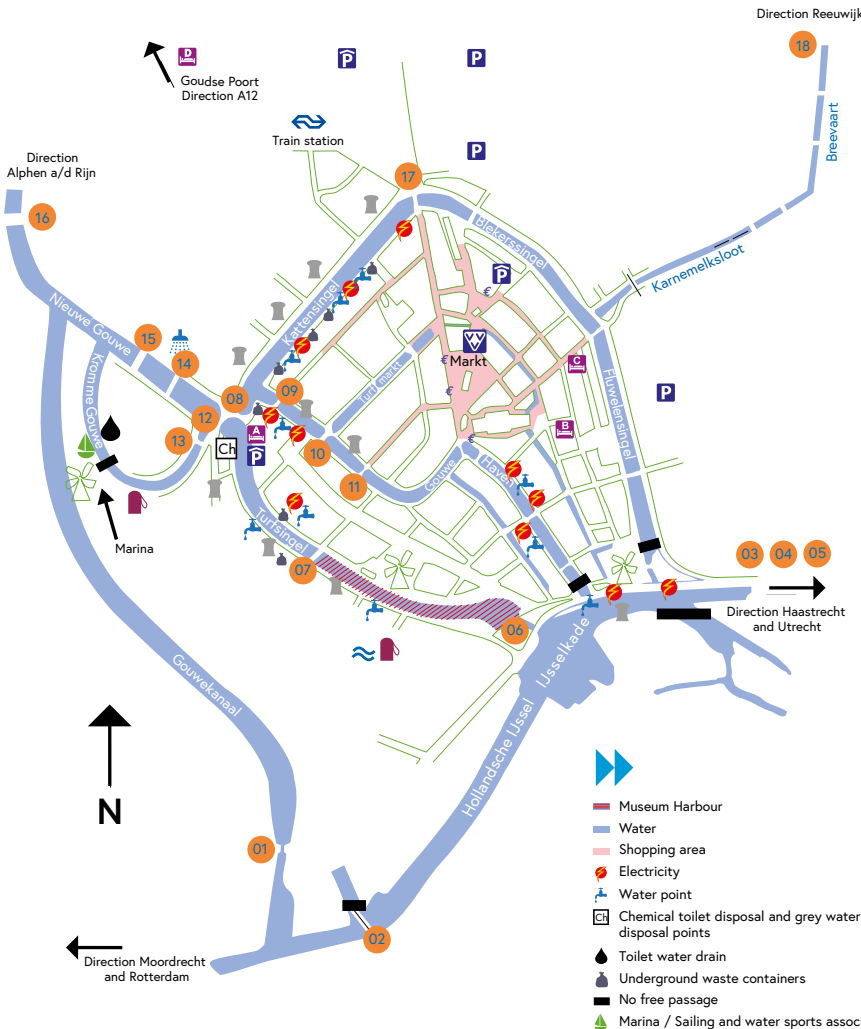 Direction Reeuwijk
18
D
Goudse Poort
Direction A12
P
P
Train station
P
Breevaart
Direction
Alphen a/d Rijn
17
16
Blekerssingel
Karnemelksloot
€
Kattensingel
Nieuwe Gouwe
15
14
VVV
Markt
€
C
Turfmarkt
Kromme Gouwe
08
09
€
Fluwelensingel
P
12
13
A
B
Ch
P
10
€
11
Gouwe
Haven
Marina
Turfsingel
07
03
04
05
Direction Haastrecht
and Utrecht
06
IJsselkade
Hollandsche IJssel
Gouwekanaal
N
01
02
Direction Moordrecht
and Rotterdam
Museum Harbour
Water
Shopping area
Electricity
Water point
Ch
Chemical toilet disposal and grey water
disposal points
Toilet water drain
Underground waste containers
No free passage
Marina / Sailing and water sports assoc